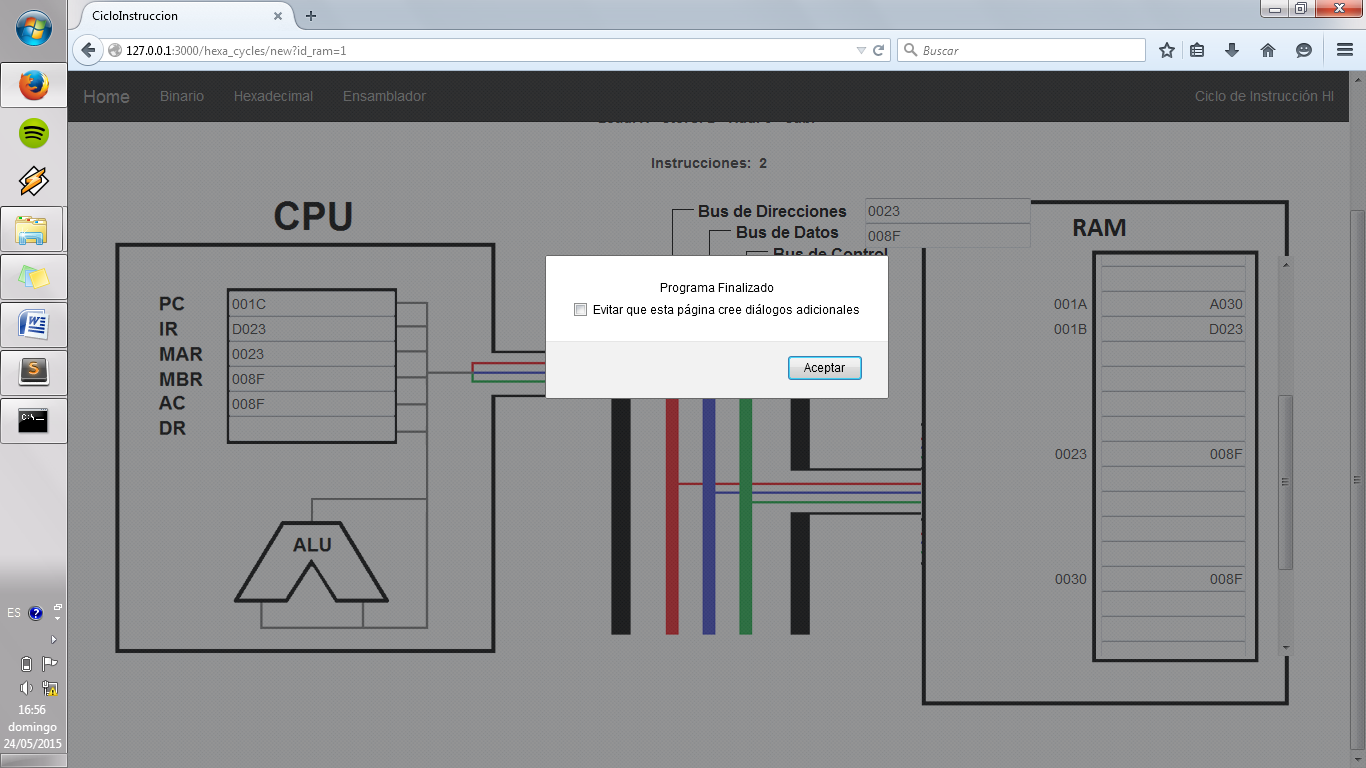 CicloInstruccion
127.0.0.1:3000/hexa_cycles/new?id_ram=1
Buscar
Home Binario Hexadecimal Ensamblador Ciclo de Instrucción HI
Instrucciones: 2
CPU
Bus de Direcciones 0023
Bus de Datos 008F
Bus de Control
RAM
Programa Finalizado
Evitar que esta página cree diálogos adicionales
Aceptar
PC 001C
IR D023
MAR 0023
MBR 008F
AC 008F
DR
ALU
001A A030
001B D023
0023 008F
0030 008F
ES
16:56
domingo
24/05/2015